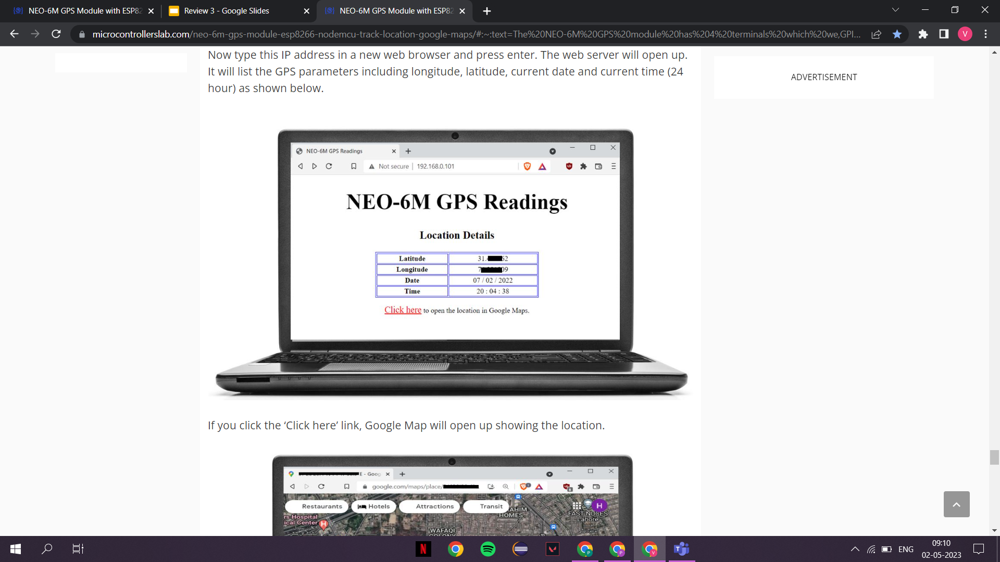 NEO-6M GPS Module with ESP82
Review 3 - Google Slides
NEO-6M GPS Module with ESP82
microcontrollerslab.com/neo-6m-gps-module-esp8266-nodemcu-track-location-google-maps/#:~:text=The%20NEO-6M%20GPS%20module%20has%204%20terminals%20which%20we,GPI...
V
Now type this IP address in a new web browser and press enter. The web server will open up.
It will list the GPS parameters including longitude, latitude, current date and current time (24
hour) as shown below.
ADVERTISEMENT
NEO-6M GPS Readings
Not secure | 192.168.0.101
NEO-6M GPS Readings
Location Details
Latitude 31. 62
Longitude 7 09
Date 07 / 02 / 2022
Time 20 : 04 : 38
Click here to open the location in Google Maps.
If you click the ‘Click here’ link, Google Map will open up showing the location.
E - Goog
google.com/maps/place/
Restaurants Hotels Attractions Transit
H
AHIM
HOMES
FAST NUCES
Lahore
rs Hospital
ical Center
H
WAFAQI
COLONY
N
P
P
V
T
ENG
09:10
02-05-2023